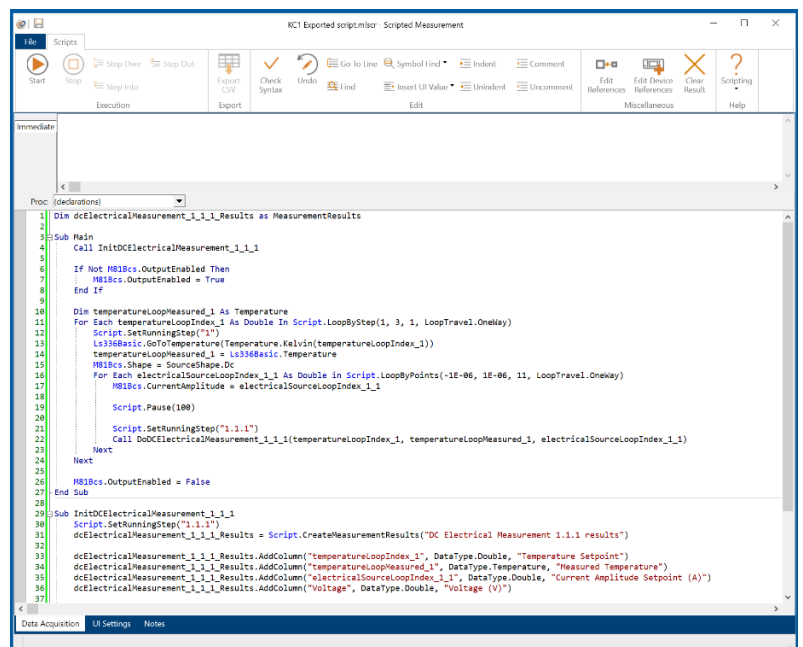 KC1 Exported script.mlscr - Scripted Measurement
File Scripts
Start Stop Step Over Step Out Step Into
Execution
Export CSV
Export
Check Syntax Undo Go To Line Symbol Find Indent Comment
Find Insert UI Value Unindent Uncomment
Edit
Edit References Edit Device References Clear Result
Miscellaneous
Scripting
Help
Immediate
Proc: (declarations)
1 Dim dcElectricalMeasurement_1_1_1_Results as MeasurementResults
2
3 Sub Main
4 Call InitDCElectricalMeasurement_1_1_1
5
6 If Not M81Bcs.OutputEnabled Then
7 M81Bcs.OutputEnabled = True
8 End If
9
10 Dim temperatureLoopMeasured_1 As Temperature
11 For Each temperatureLoopIndex_1 As Double In Script.LoopByStep(1, 3, 1, LoopTravel.OneWay)
12 Script.SetRunningStep("1")
13 Ls336Basic.GoToTemperature(Temperature.Kelvin(temperatureLoopIndex_1))
14 temperatureLoopMeasured_1 = Ls336Basic.Temperature
15 M81Bcs.Shape = SourceShape.Dc
16 For Each electricalSourceLoopIndex_1_1 As Double in Script.LoopByPoints(-1E-06, 1E-06, 11, LoopTravel.OneWay)
17 M81Bcs.CurrentAmplitude = electricalSourceLoopIndex_1_1
18
19 Script.Pause(100)
20
21 Script.SetRunningStep("1.1.1")
22 Call DoDCElectricalMeasurement_1_1_1(temperatureLoopIndex_1, temperatureLoopMeasured_1, electricalSourceLoopIndex_1_1)
23 Next
24 Next
25
26 M81Bcs.OutputEnabled = False
27 End Sub
28
29 Sub InitDCElectricalMeasurement_1_1_1
30 Script.SetRunningStep("1.1.1")
31 dcElectricalMeasurement_1_1_1_Results = Script.CreateMeasurementResults("DC Electrical Measurement 1.1.1 results")
32
33 dcElectricalMeasurement_1_1_1_Results.AddColumn("temperatureLoopIndex_1", DataType.Double, "Temperature Setpoint")
34 dcElectricalMeasurement_1_1_1_Results.AddColumn("temperatureLoopMeasured_1", DataType.Temperature, "Measured Temperature")
35 dcElectricalMeasurement_1_1_1_Results.AddColumn("electricalSourceLoopIndex_1_1", DataType.Double, "Current Amplitude Setpoint (A)")
36 dcElectricalMeasurement_1_1_1_Results.AddColumn("Voltage", DataType.Double, "Voltage (V)")
37
Data Acquisition UI Settings Notes